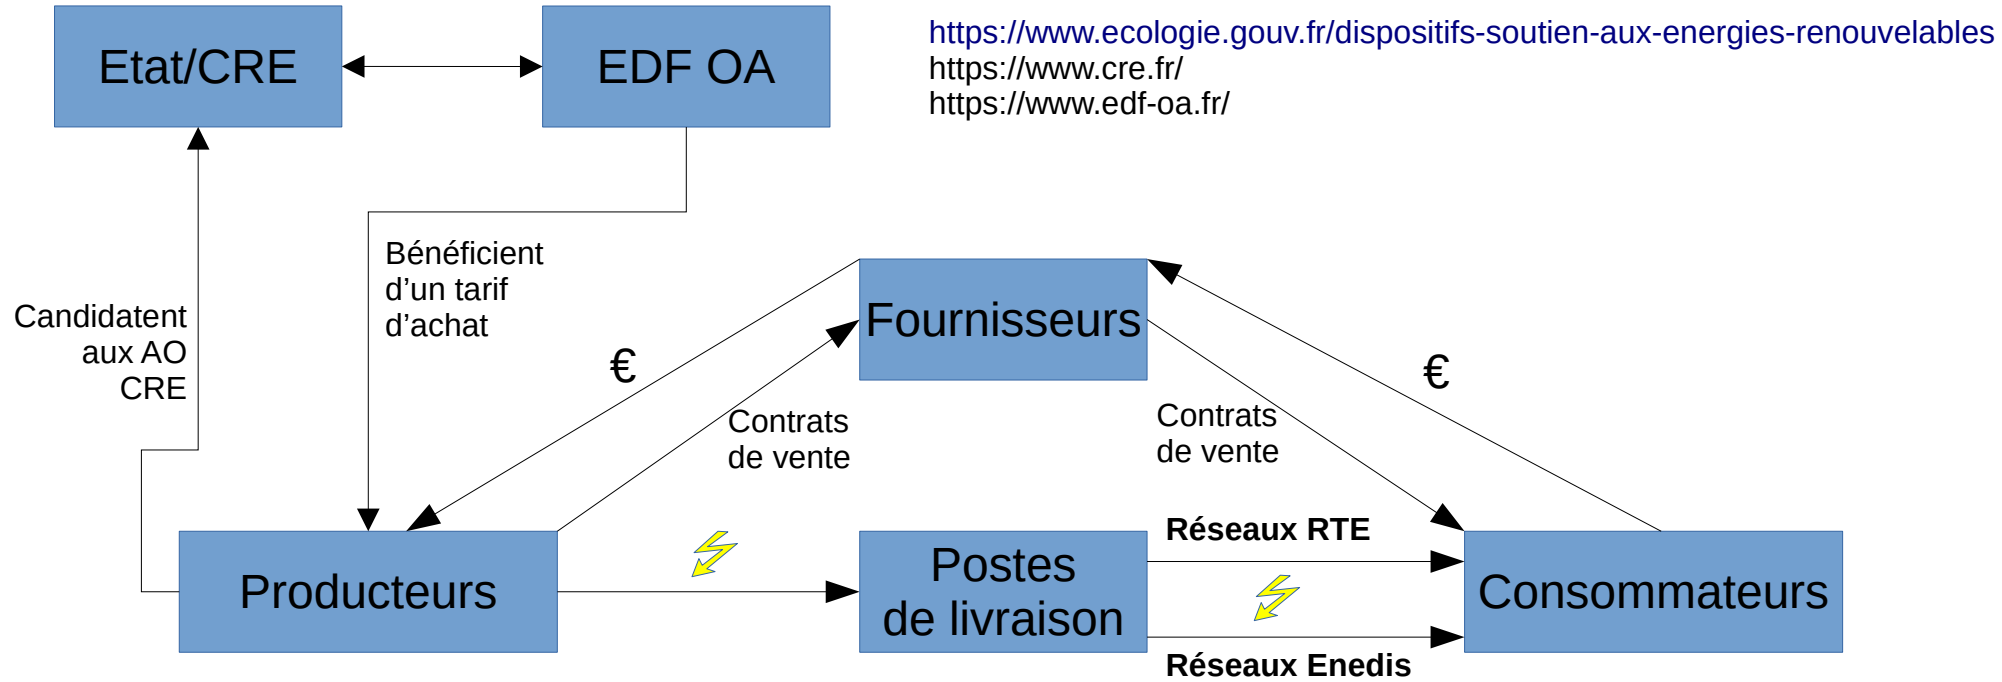 Etat/CRE
EDF OA
https://www.ecologie.gouv.fr/dispositifs-soutien-aux-energies-renouvelables
https://www.cre.fr/
https://www.edf-oa.fr/
Bénéficient
d’un tarif
d’achat
Candidatent
aux AO
CRE
Fournisseurs
€
€
Contrats
de vente
Contrats
de vente
Réseaux RTE
Producteurs
Postes
de livraison
Consommateurs
Réseaux Enedis